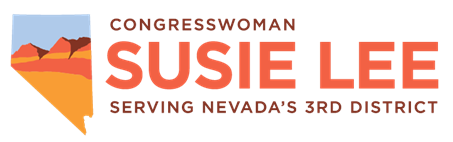 CONGRESSWOMAN
SUSIE LEE
SERVING NEVADA'S 3RD DISTRICT